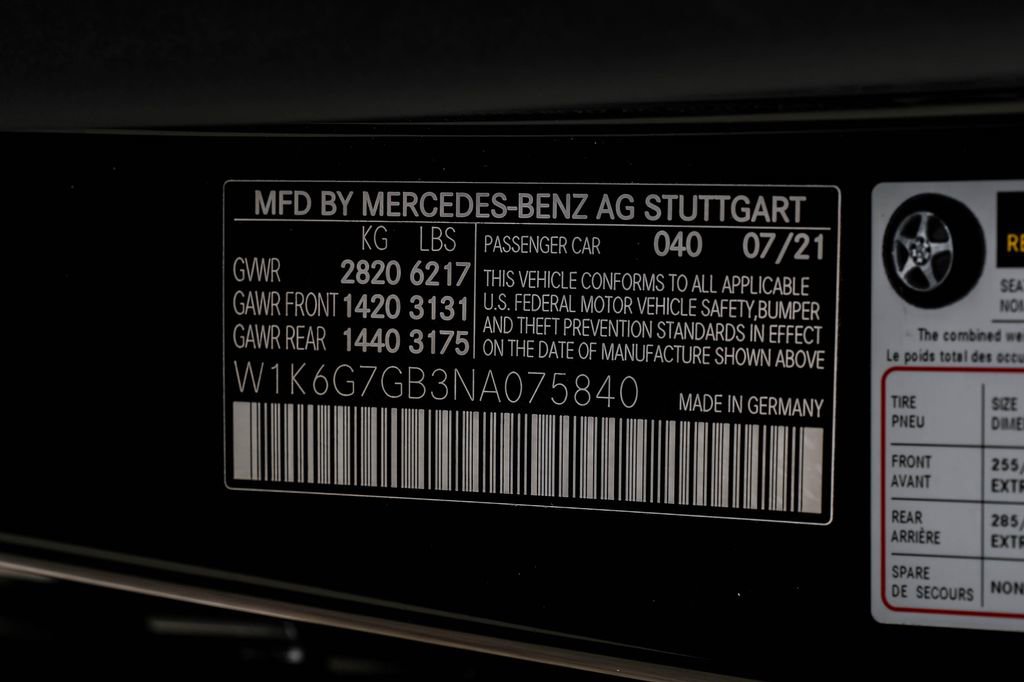 MFD BY MERCEDES-BENZ AG STUTTGART
KG LBS
GVWR 2820 6217
GAWR FRONT 1420 3131
GAWR REAR 1440 3175
PASSENGER CAR 040 07/21
THIS VEHICLE CONFORMS TO ALL APPLICABLE
U.S. FEDERAL MOTOR VEHICLE SAFETY,BUMPER
AND THEFT PREVENTION STANDARDS IN EFFECT
ON THE DATE OF MANUFACTURE SHOWN ABOVE
W1K6G7GB3NA075840
MADE IN GERMANY
The combined
Le poids total des
TIRE SIZE
PNEU
FRONT 255/
AVANT
REAR 285/
ARRIÈRE
SPARE
DE SECOURS